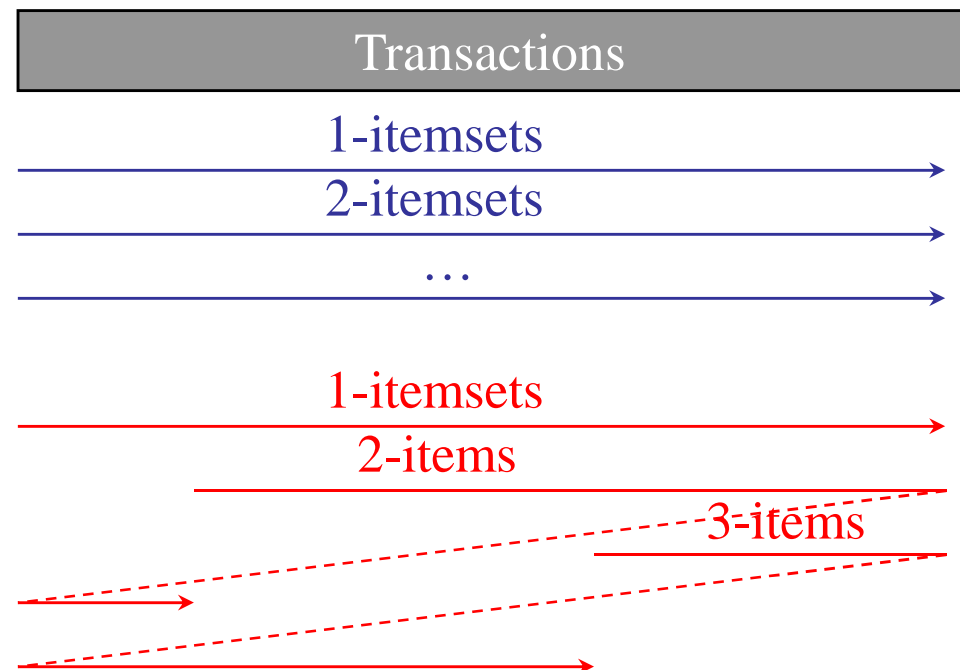 Transactions
1-itemsets
2-itemsets
…
1-itemsets
2-items
3-items